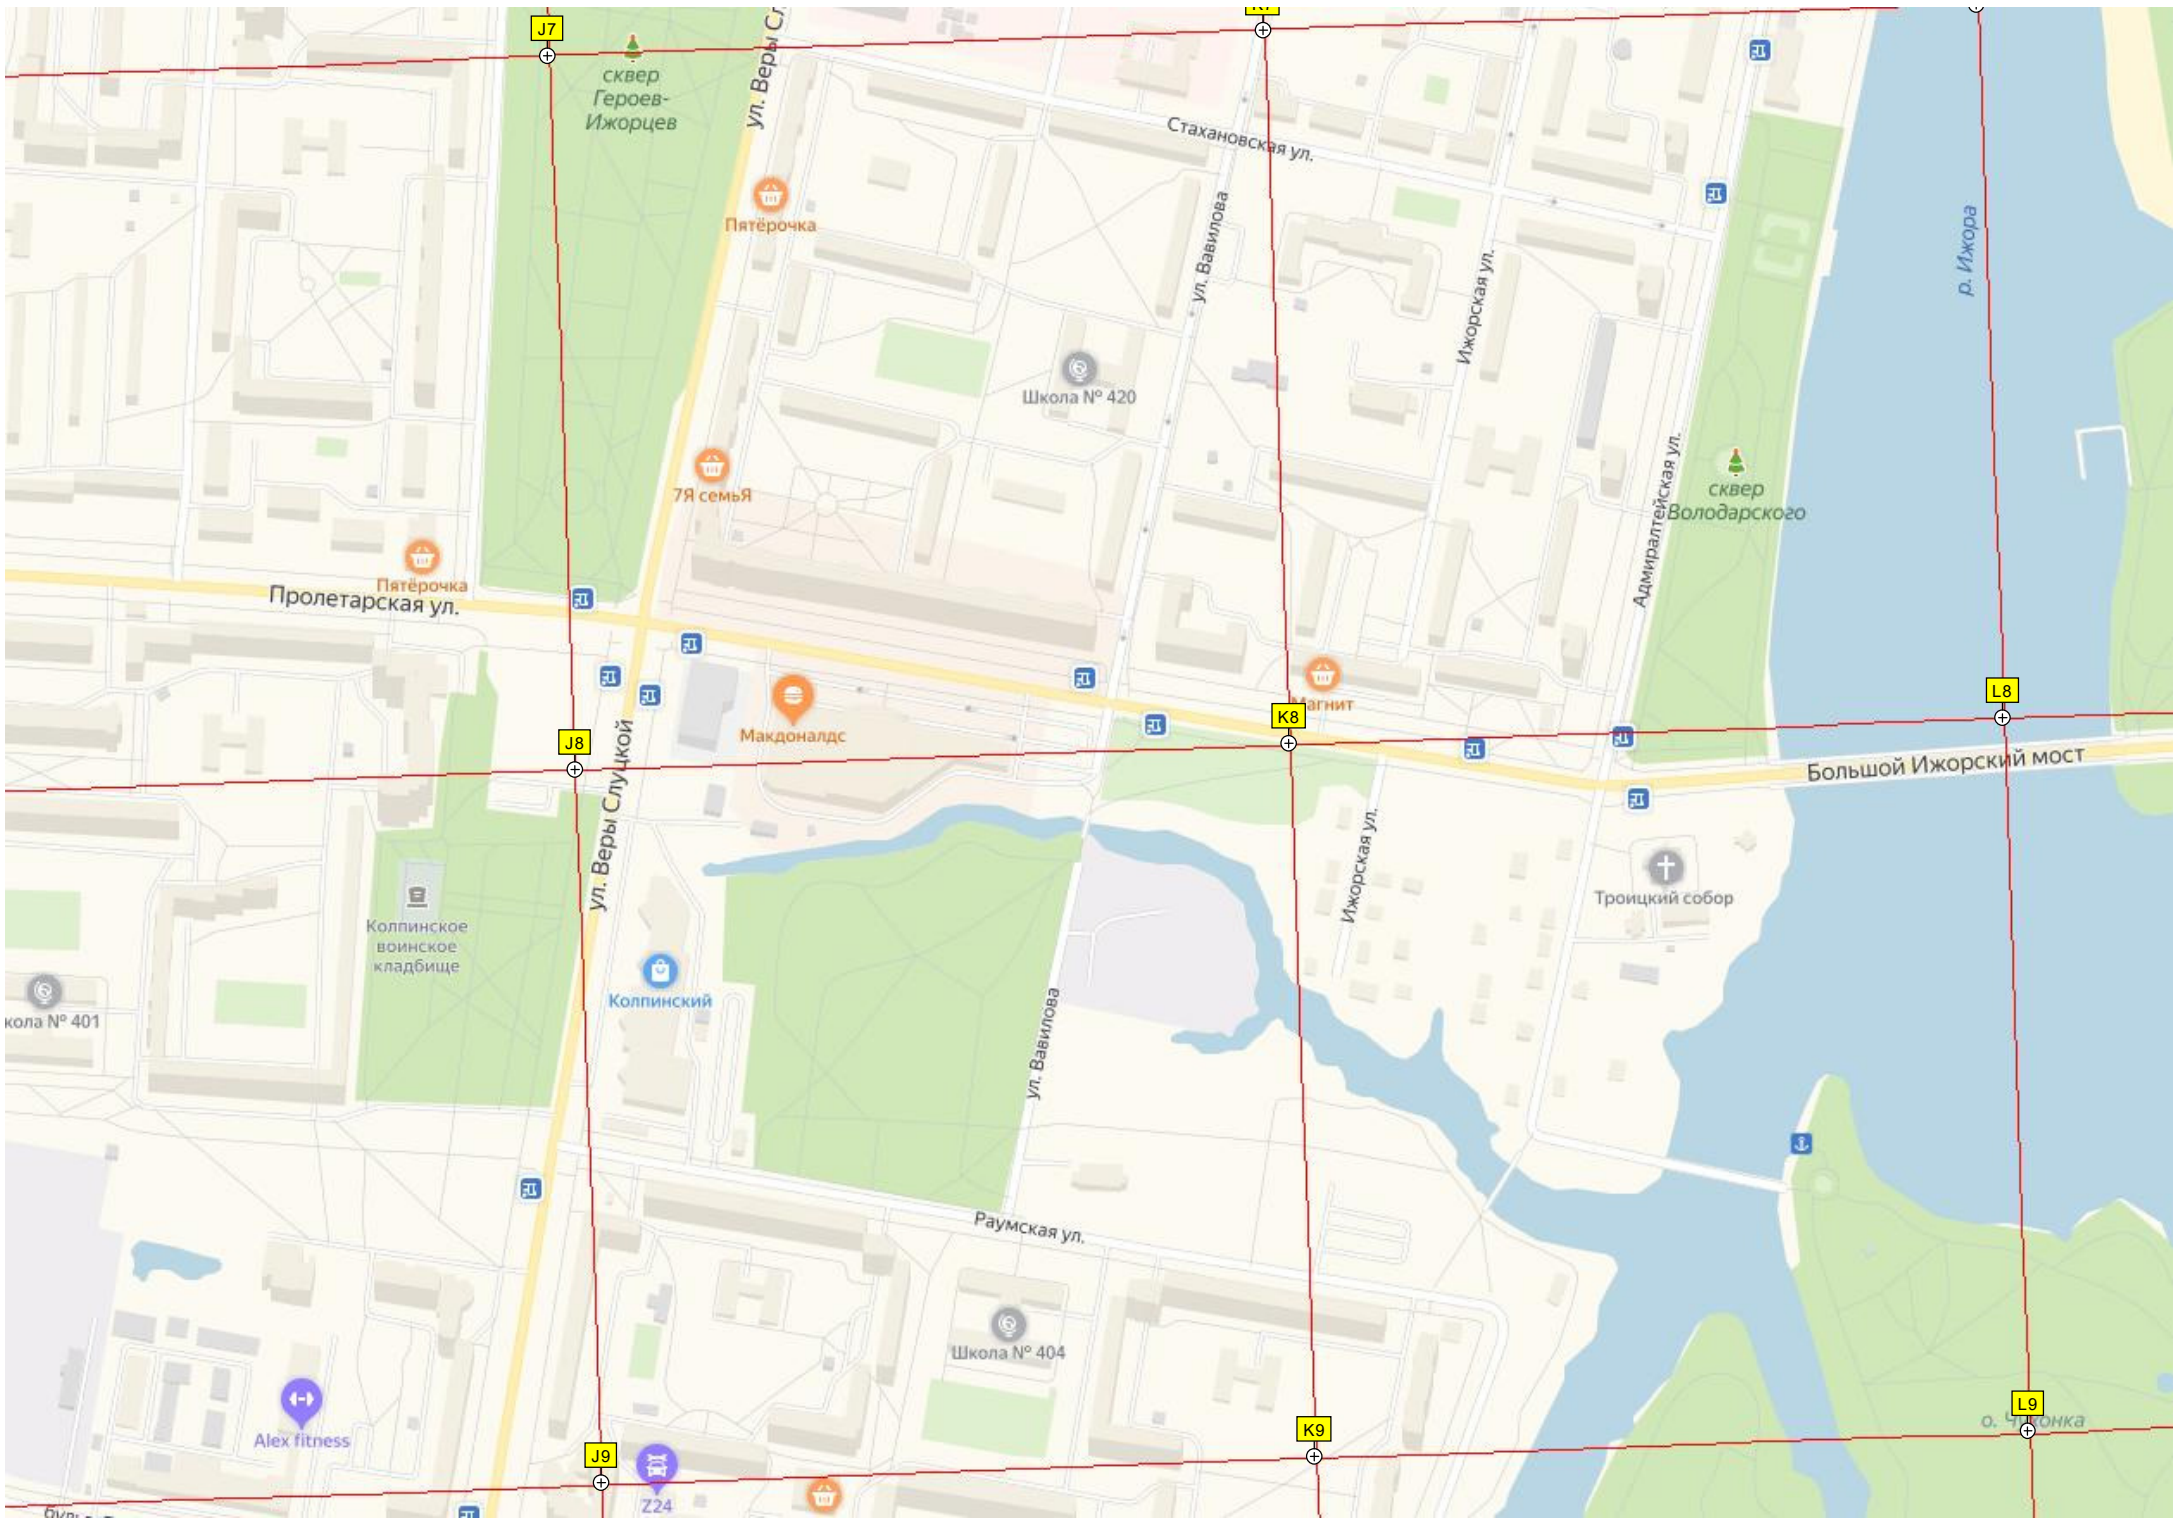 J7
K7
сквер
Героев-
Ижорцев
ул. Веры Сл
Стахановская ул.
Пятёрочка
ул. Вавилова
р. Ижора
Ижорская ул.
Школа № 420
7Я семьЯ
сквер
Володарского
Адмиралтейская ул.
Пятёрочка
Пролетарская ул.
Магнит
Макдоналдс
J8
K8
L8
Большой Ижорский мост
ул. Веры Слуцкой
Ижорская ул.
Троицкий собор
Колпинское
воинское
кладбище
Колпинский
кола № 401
ул. Вавилова
Раумская ул.
Школа № 404
Alex fitness
J9
K9
L9
о. Чухонка
Z24